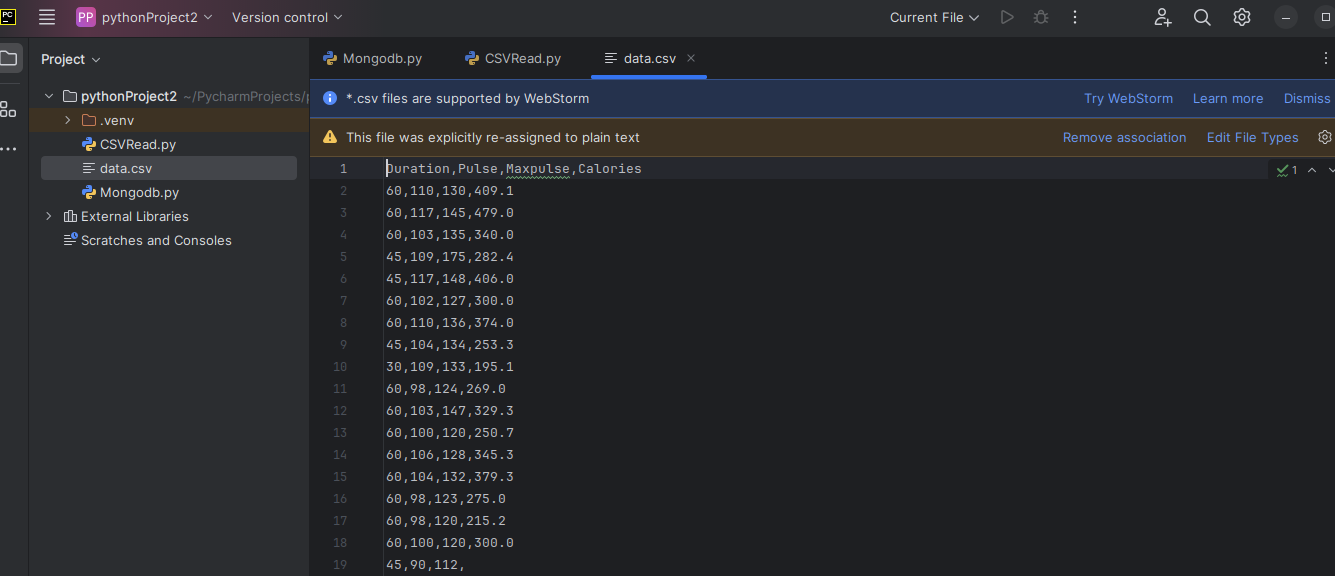 PC
PP pythonProject2 Version control Current File
Project
Mongodb.py CSVRead.py data.csv
pythonProject2 ~/PycharmProjects/
*.csv files are supported by WebStorm Try WebStorm Learn more Dismiss
.venv
This file was explicitly re-assigned to plain text Remove association Edit File Types
CSVRead.py
data.csv
Mongodb.py
External Libraries
Scratches and Consoles
1 Duration,Pulse,Maxpulse,Calories 1
2 60,110,130,409.1
3 60,117,145,479.0
4 60,103,135,340.0
5 45,109,175,282.4
6 45,117,148,406.0
7 60,102,127,300.0
8 60,110,136,374.0
9 45,104,134,253.3
10 30,109,133,195.1
11 60,98,124,269.0
12 60,103,147,329.3
13 60,100,120,250.7
14 60,106,128,345.3
15 60,104,132,379.3
16 60,98,123,275.0
17 60,98,120,215.2
18 60,100,120,300.0
19 45,90,112,